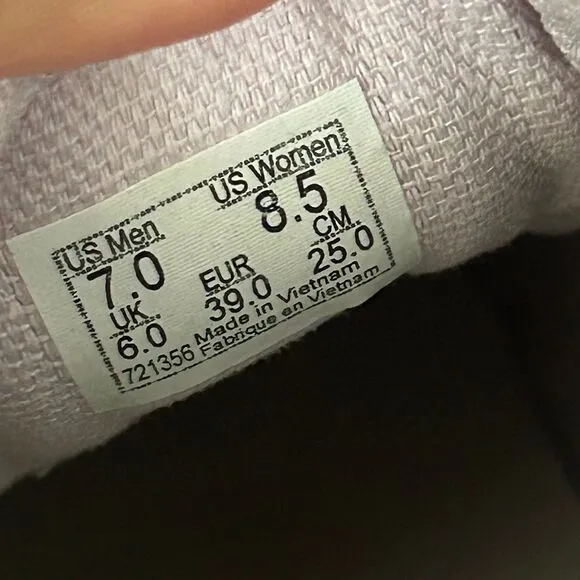 US Men US Women
7.0 8.5
UK EUR CM
6.0 39.0 25.0
721356 Made in Vietnam
Fabrique en Vietnam